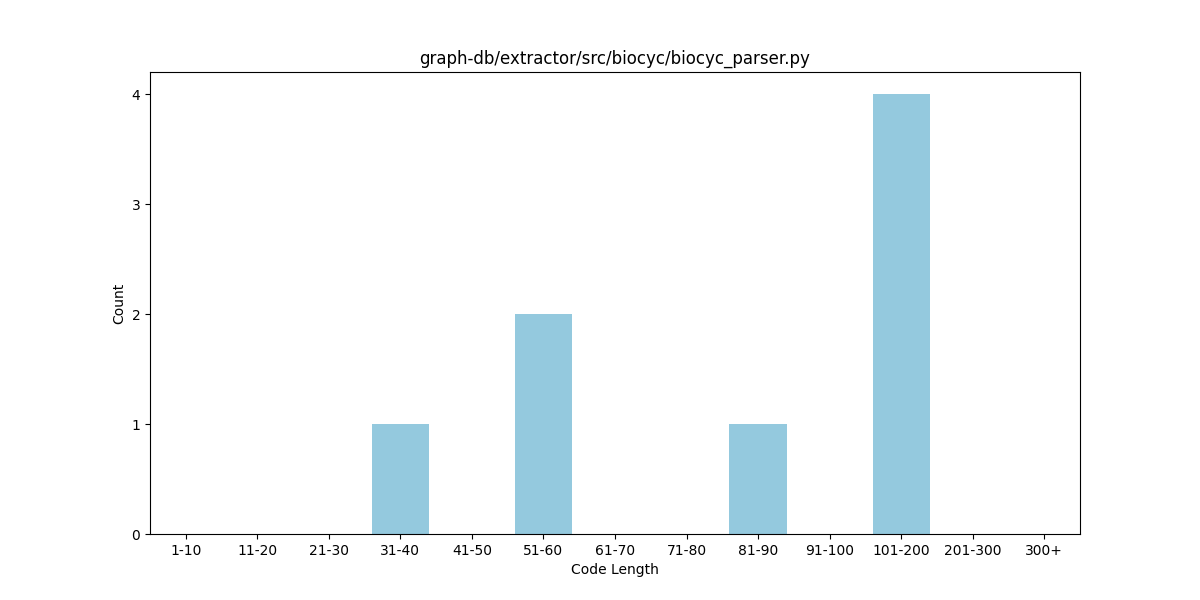 graph-db/extractor/src/biocyc/biocyc_parser.py
4
3
2
1
0
Count
1-10 11-20 21-30 31-40 41-50 51-60 61-70 71-80 81-90 91-100 101-200 201-300 300+
Code Length